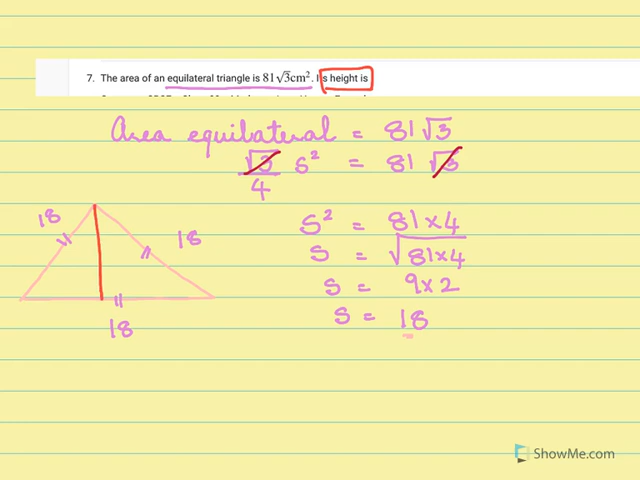 7. The area of an equilateral triangle is 81√3cm². Its height is
Area equilateral = 81√3
√3/4 S² = 81 √3
S² = 81 × 4
S = √81×4
S = 9 × 2
S = 18
18
18
18
ShowMe.com